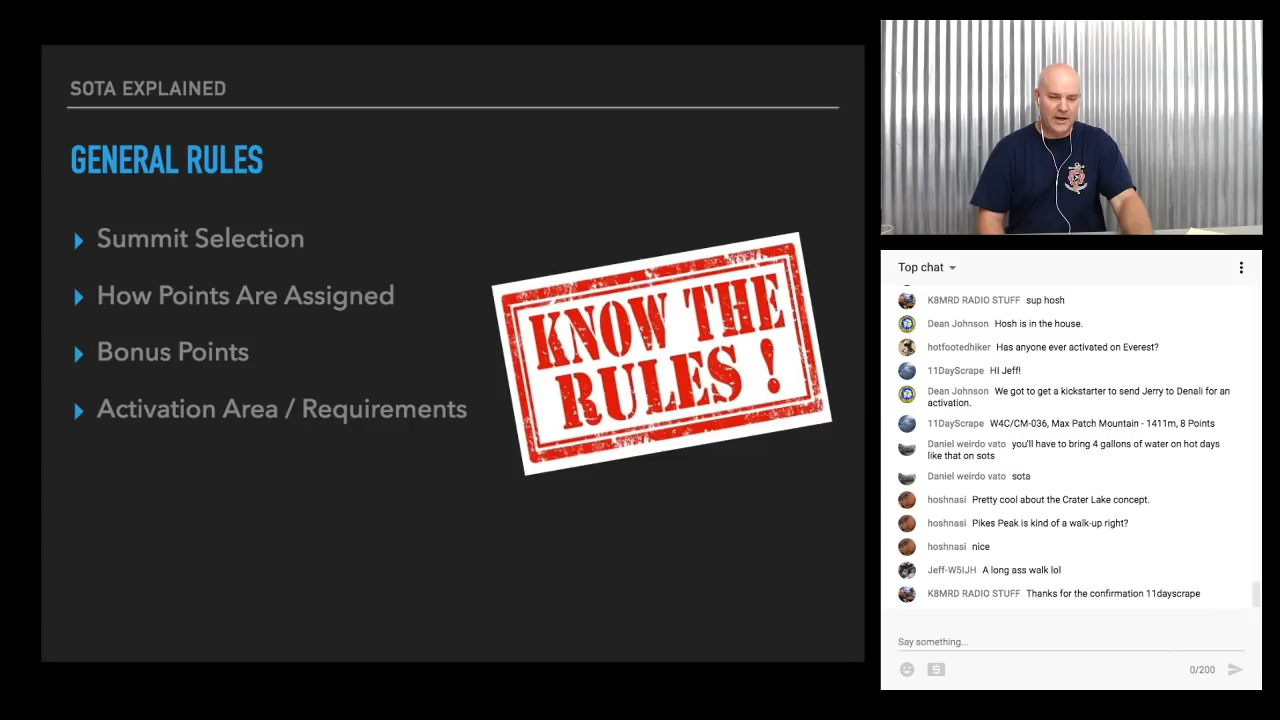 SOTA EXPLAINED
GENERAL RULES
Summit Selection
How Points Are Assigned
Bonus Points
Activation Area / Requirements
KNOW THE
RULES !
Top chat
K8MRD RADIO STUFF sup hosh
Dean Johnson Hosh is in the house.
hotfootedhiker Has anyone ever activated on Everest?
11DayScrape HI Jeff!
Dean Johnson We got to get a kickstarter to send Jerry to Denali for an
activation.
11DayScrape W4C/CM-036, Max Patch Mountain - 1411m, 8 Points
Daniel weirdo vato you'll have to bring 4 gallons of water on hot days
like that on sots
Daniel weirdo vato sota
hoshnasi Pretty cool about the Crater Lake concept.
hoshnasi Pikes Peak is kind of a walk-up right?
hoshnasi nice
Jeff-W5IJH A long ass walk lol
K8MRD RADIO STUFF Thanks for the confirmation 11dayscrape
Say something...
0/200